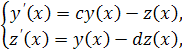 y'(x) = cy(x) − z(x),
z'(x) = y(x) − dz(x),